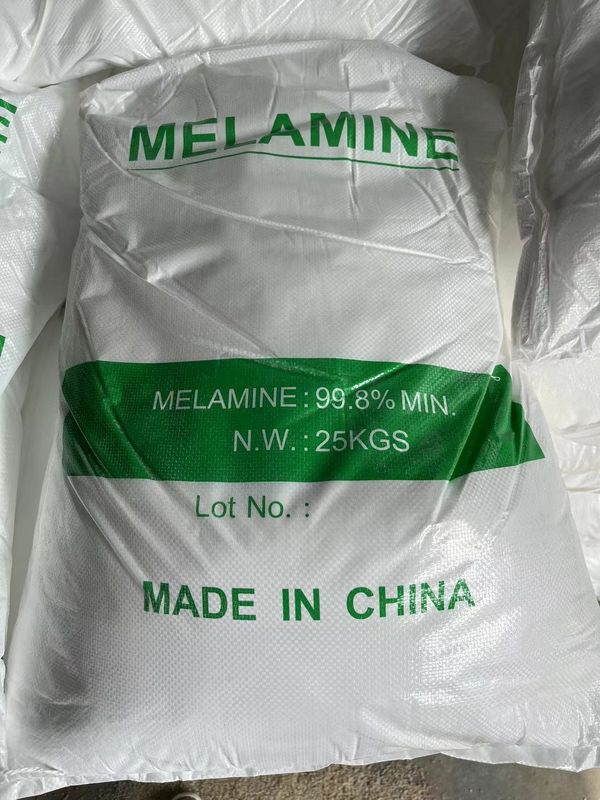 MELAMINE
MELAMINE : 99.8% MIN.
N.W. : 25KGS
Lot No. :
MADE IN CHINA